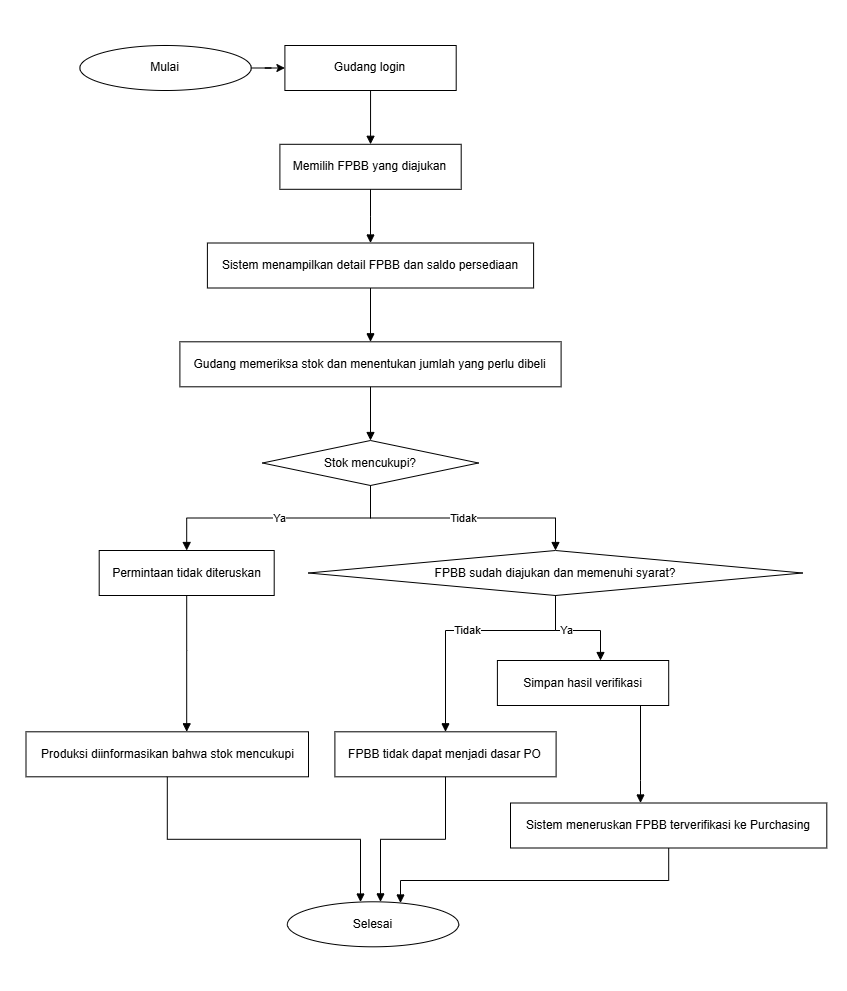 Mulai
Gudang login
Memilih FPBB yang diajukan
Sistem menampilkan detail FPBB dan saldo persediaan
Gudang memeriksa stok dan menentukan jumlah yang perlu dibeli
Stok mencukupi?
Ya
Tidak
Permintaan tidak diteruskan
FPBB sudah diajukan dan memenuhi syarat?
Tidak
Ya
Simpan hasil verifikasi
Produksi diinformasikan bahwa stok mencukupi
FPBB tidak dapat menjadi dasar PO
Sistem meneruskan FPBB terverifikasi ke Purchasing
Selesai